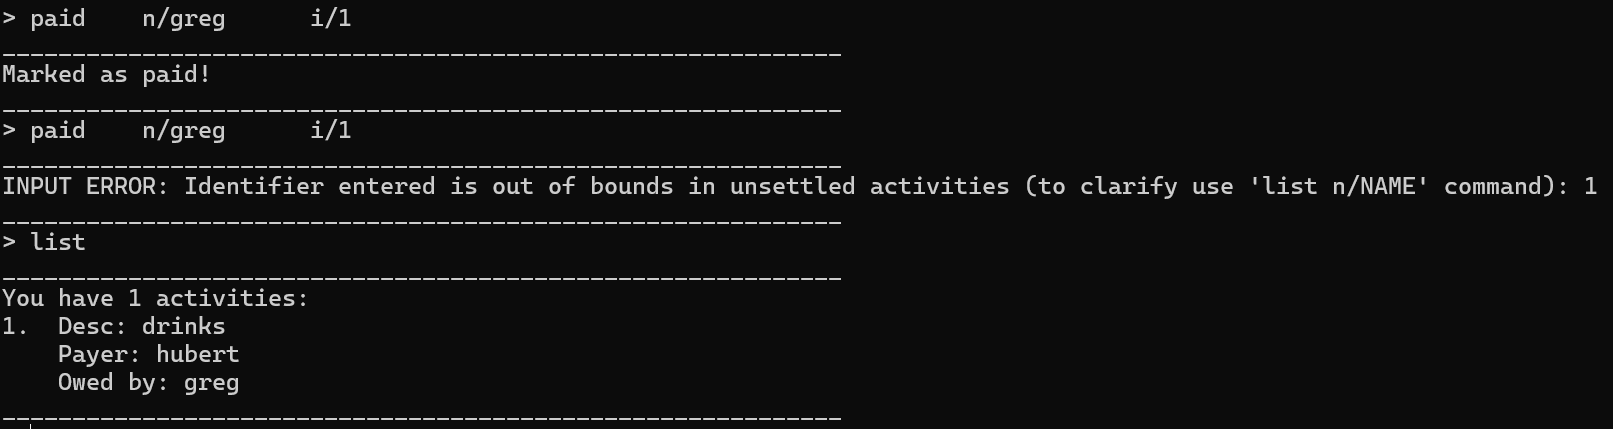 > paid    n/greg      i/1
____________________________________________________________
Marked as paid!
____________________________________________________________
> paid    n/greg      i/1
____________________________________________________________
INPUT ERROR: Identifier entered is out of bounds in unsettled activities (to clarify use 'list n/NAME' command): 1
____________________________________________________________
> list
____________________________________________________________
You have 1 activities:
1.  Desc: drinks
    Payer: hubert
    Owed by: greg
____________________________________________________________